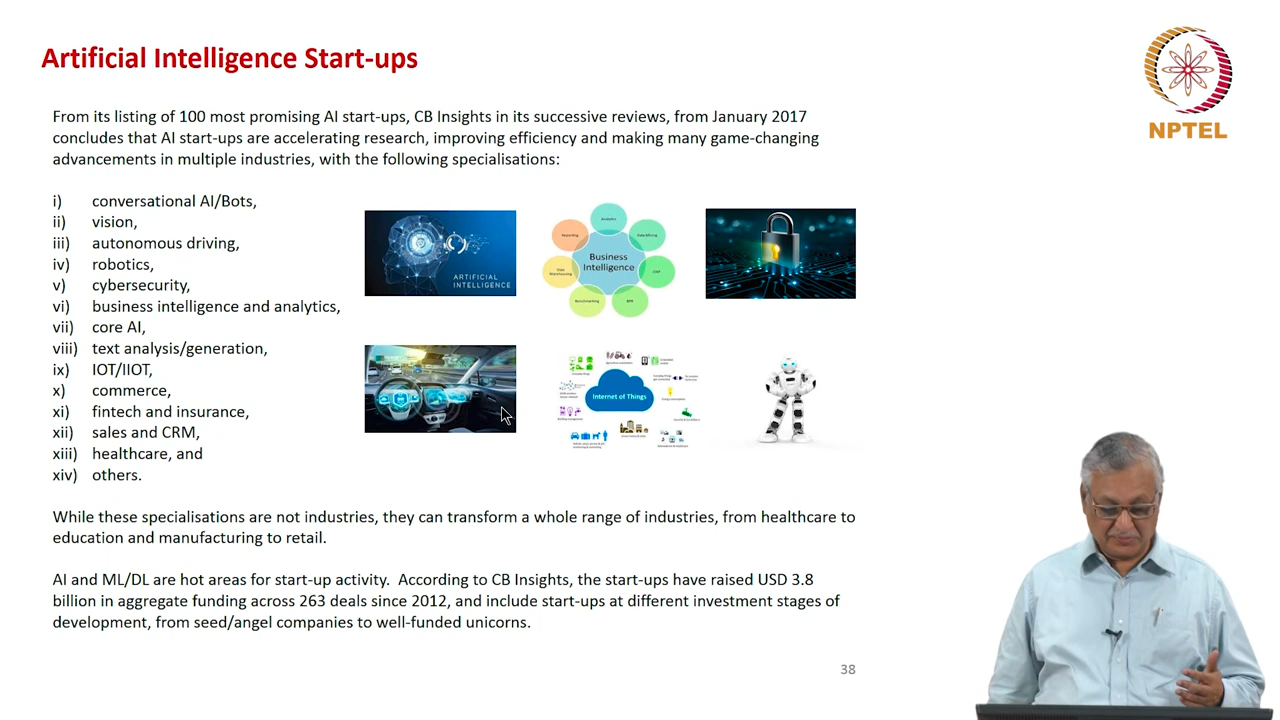 Artificial Intelligence Start-ups
NPTEL
From its listing of 100 most promising AI start-ups, CB Insights in its successive reviews, from January 2017
concludes that AI start-ups are accelerating research, improving efficiency and making many game-changing
advancements in multiple industries, with the following specialisations:
i) conversational AI/Bots,
ii) vision,
iii) autonomous driving,
iv) robotics,
v) cybersecurity,
vi) business intelligence and analytics,
vii) core AI,
viii) text analysis/generation,
ix) IOT/IIOT,
x) commerce,
xi) fintech and insurance,
xii) sales and CRM,
xiii) healthcare, and
xiv) others.
ARTIFICIAL
INTELLIGENCE
Analytics
Reporting
Data Mining
Business
Intelligence
Data
Warehousing
Benchmarking
BPR
Internet of Things
While these specialisations are not industries, they can transform a whole range of industries, from healthcare to
education and manufacturing to retail.
AI and ML/DL are hot areas for start-up activity. According to CB Insights, the start-ups have raised USD 3.8
billion in aggregate funding across 263 deals since 2012, and include start-ups at different investment stages of
development, from seed/angel companies to well-funded unicorns.
38